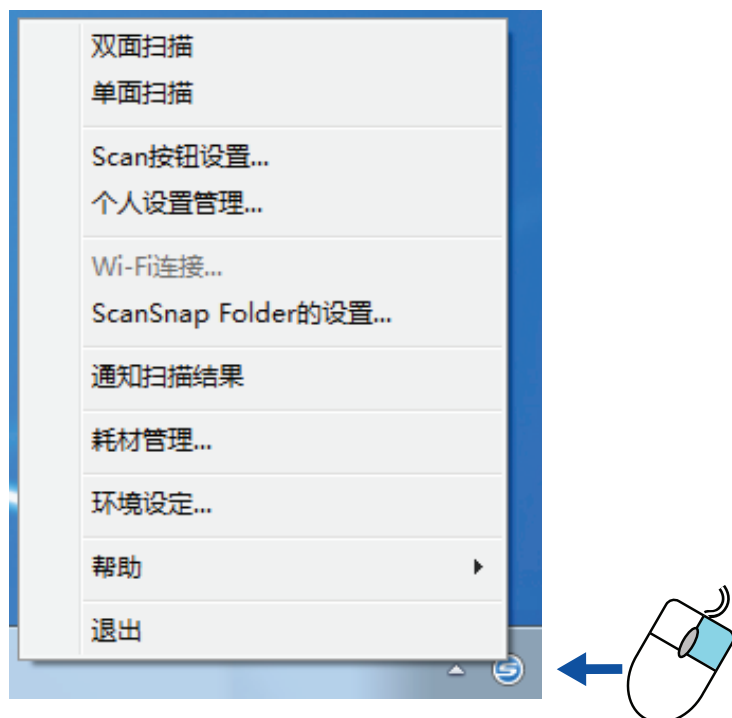 双面扫描
单面扫描
Scan按钮设置...
个人设置管理...
Wi-Fi连接...
ScanSnap Folder的设置...
通知扫描结果
耗材管理...
环境设定...
帮助
退出